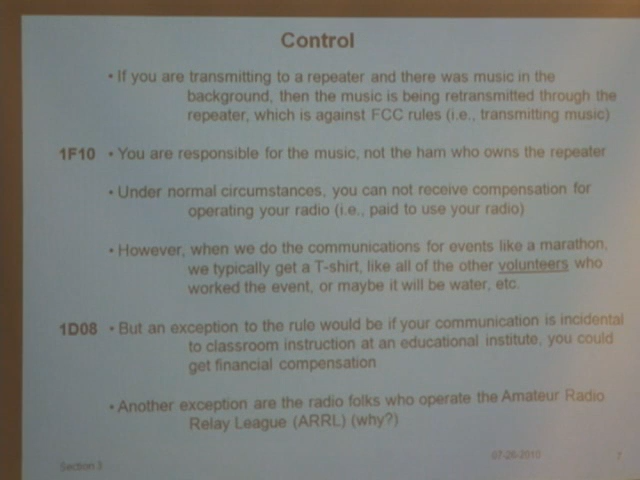 Control
• If you are transmitting to a repeater and there was music in the
background, then the music is being retransmitted through the
repeater, which is against FCC rules (i.e., transmitting music)
1F10 • You are responsible for the music, not the ham who owns the repeater
• Under normal circumstances, you can not receive compensation for
operating your radio (i.e., paid to use your radio)
• However, when we do the communications for events like a marathon,
we typically get a T-shirt, like all of the other volunteers who
worked the event, or maybe it will be water, etc.
1D08 • But an exception to the rule would be if your communication is incidental
to classroom instruction at an educational institute, you could
get financial compensation
• Another exception are the radio folks who operate the Amateur Radio
Relay League (ARRL) (why?)
Section 3 07-26-2010 7